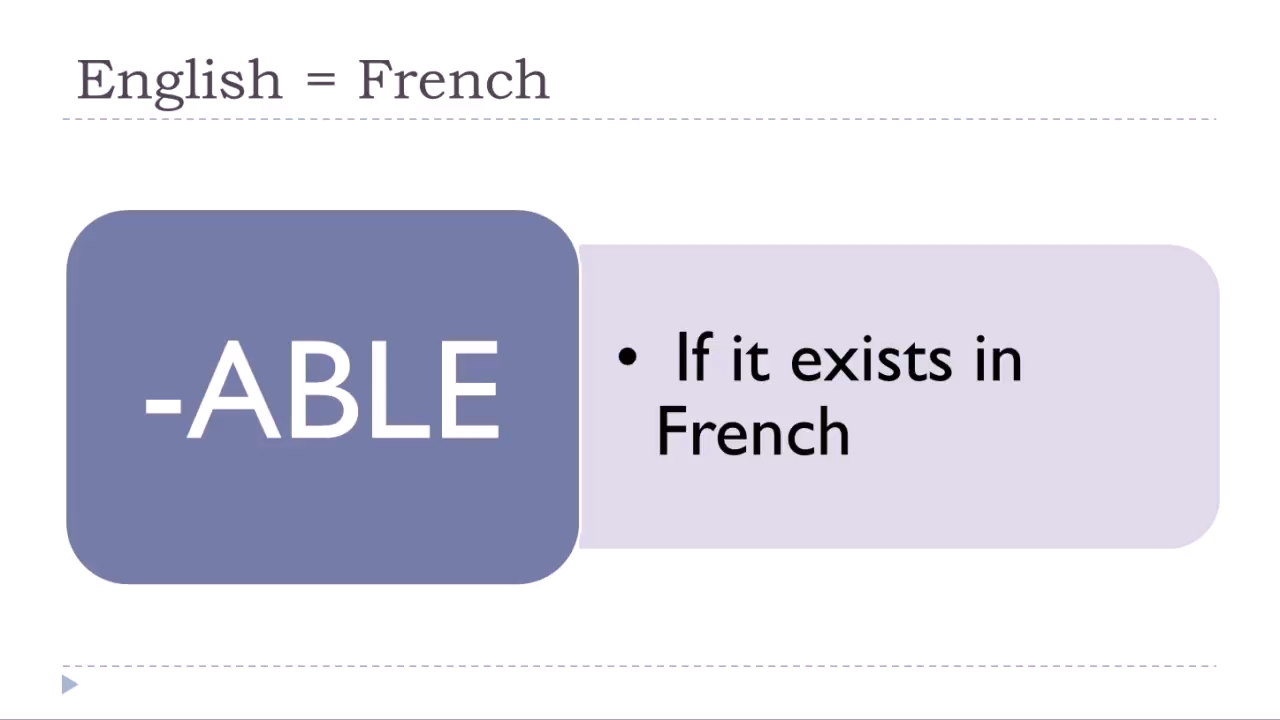 English = French
-ABLE
• If it exists in
French